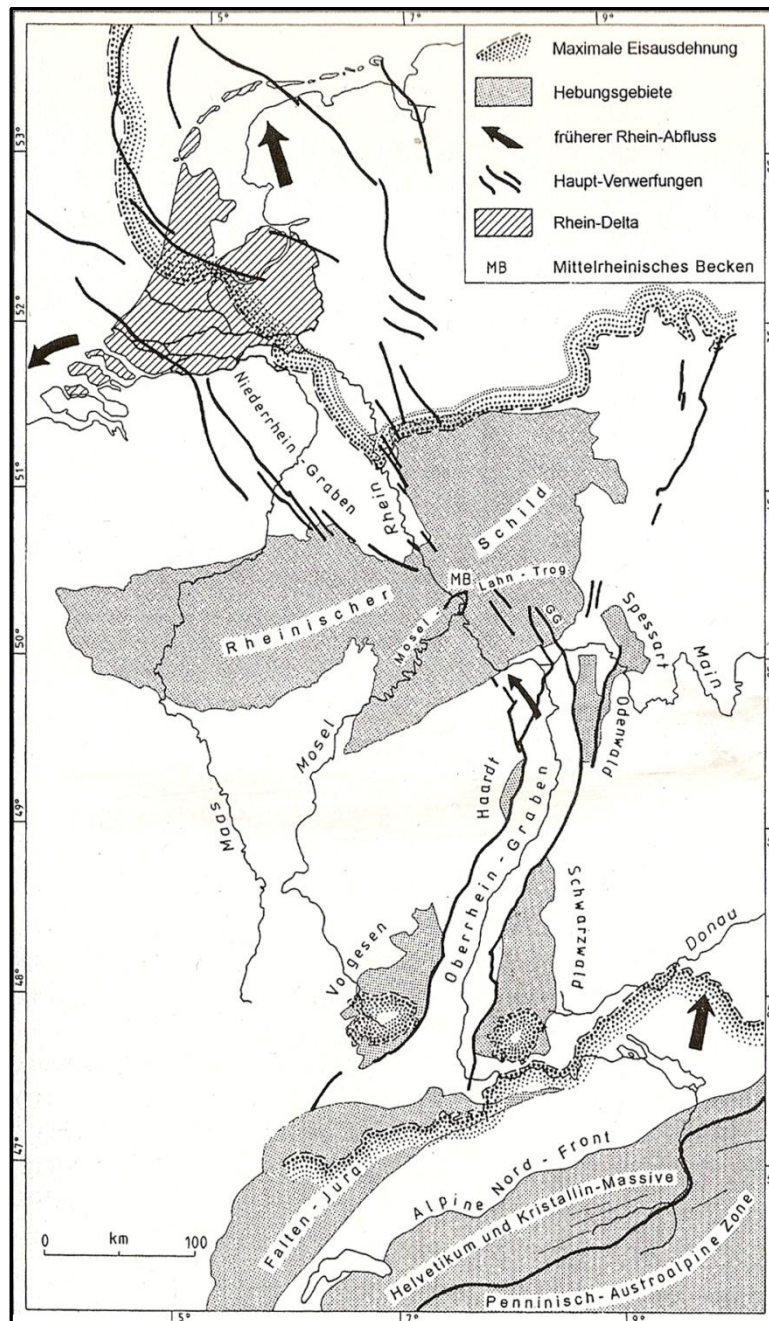 5°
7°
9°
Maximale Eisausdehnung
Hebungsgebiete
früherer Rhein-Abfluss
Haupt-Verwerfungen
Rhein-Delta
MB Mittelrheinisches Becken
53°
52°
51°
50°
49°
48°
47°
Niederrhein-Graben
Rhein
Rheinischer
Schild
MB
Lahn-Trog
Mosel
GG
Spessart
Main
Odenwald
Mosel
Maas
Haardt
Oberrhein-Graben
Vogesen
Schwarzwald
Donau
Falten-Jura
Alpine Nord-Front
Helvetikum und Kristallin-Massive
Penninisch-Austroalpine Zone
0 km 100
5°
7°
9°